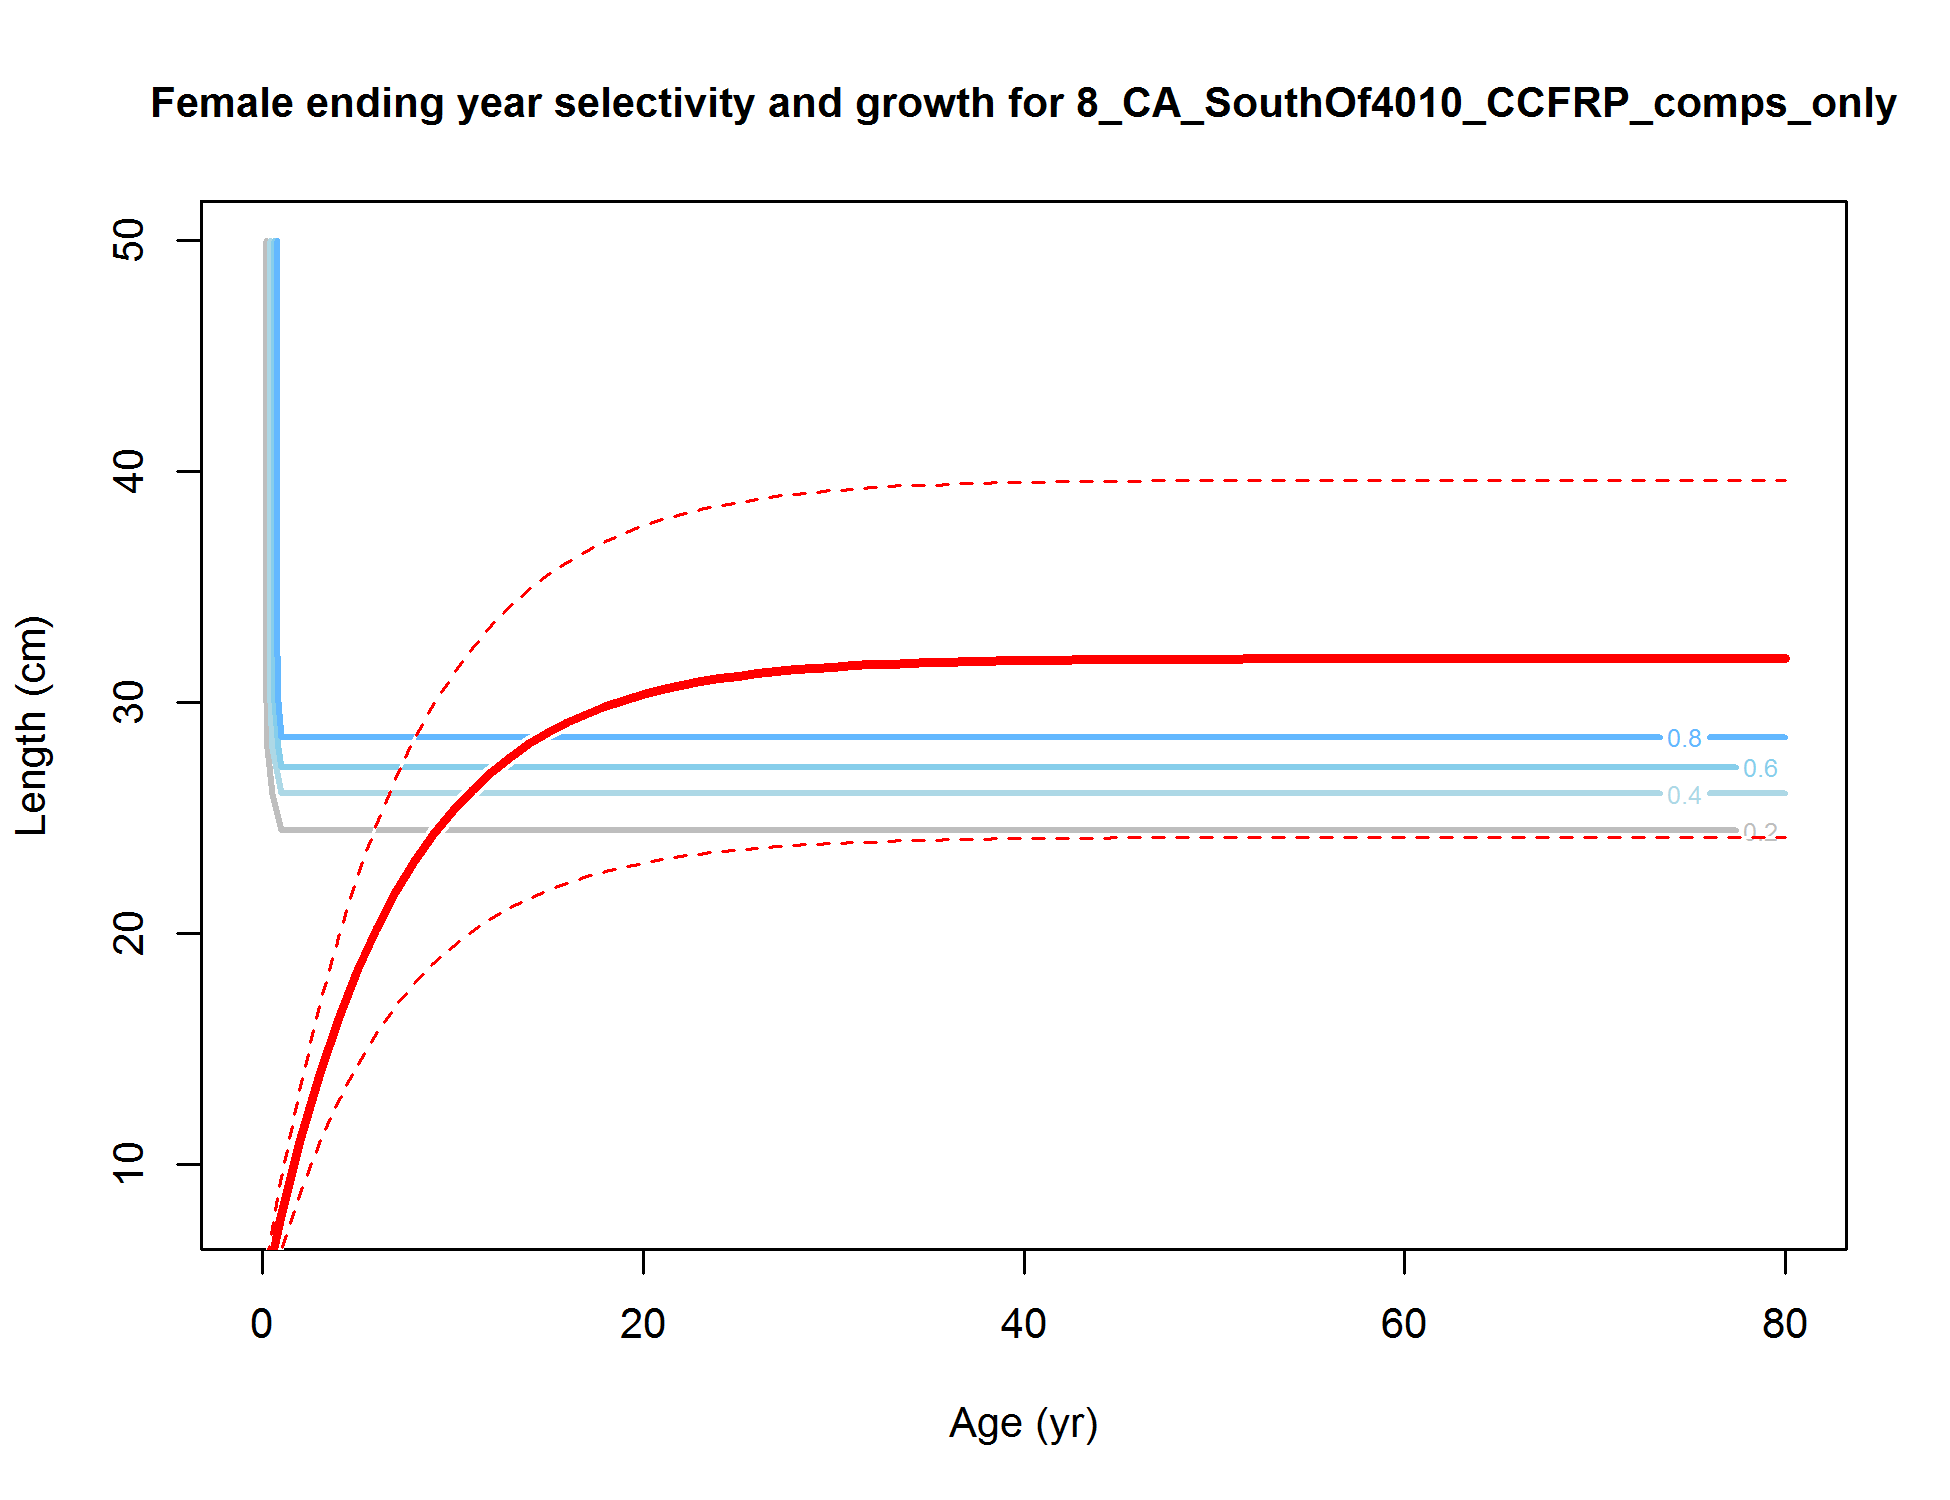 Female ending year selectivity and growth for 8_CA_SouthOf4010_CCFRP_comps_only
50
40
30
20
10
Length (cm)
0.8
0.6
0.4
0.2
0 20 40 60 80
Age (yr)